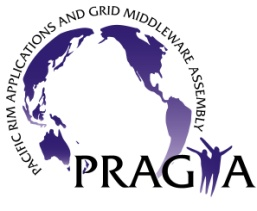 PACIFIC RIM APPLICATIONS AND GRID MIDDLEWARE ASSEMBLY
PRAGMA